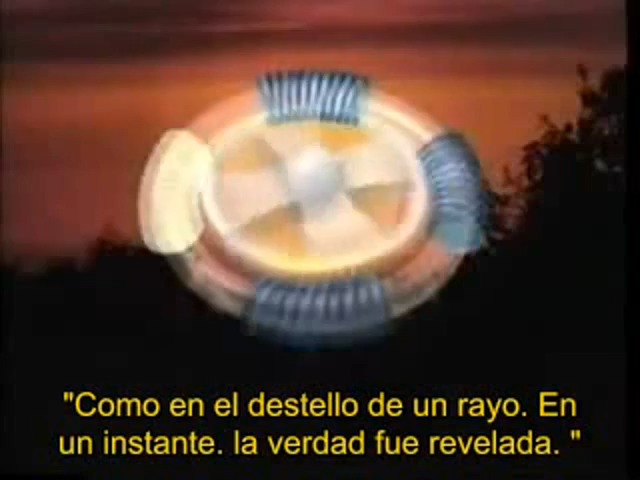 "Como en el destello de un rayo. En
un instante. la verdad fue revelada. "